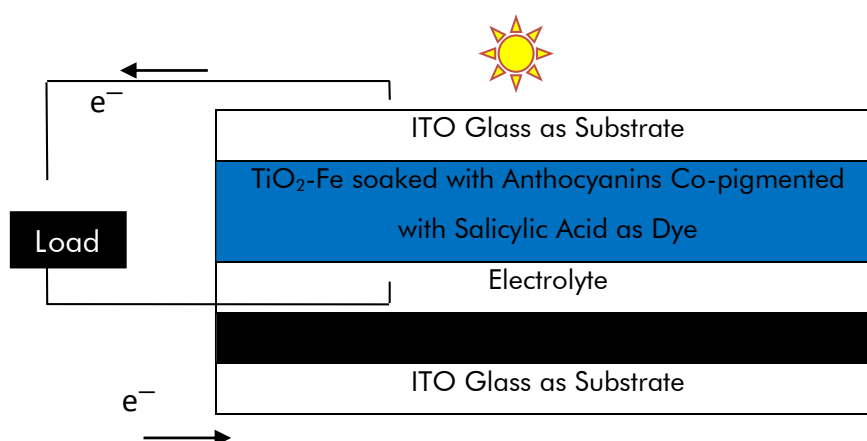 e⁻
ITO Glass as Substrate
TiO₂-Fe soaked with Anthocyanins Co-pigmented
with Salicylic Acid as Dye
Load
Electrolyte
ITO Glass as Substrate
e⁻